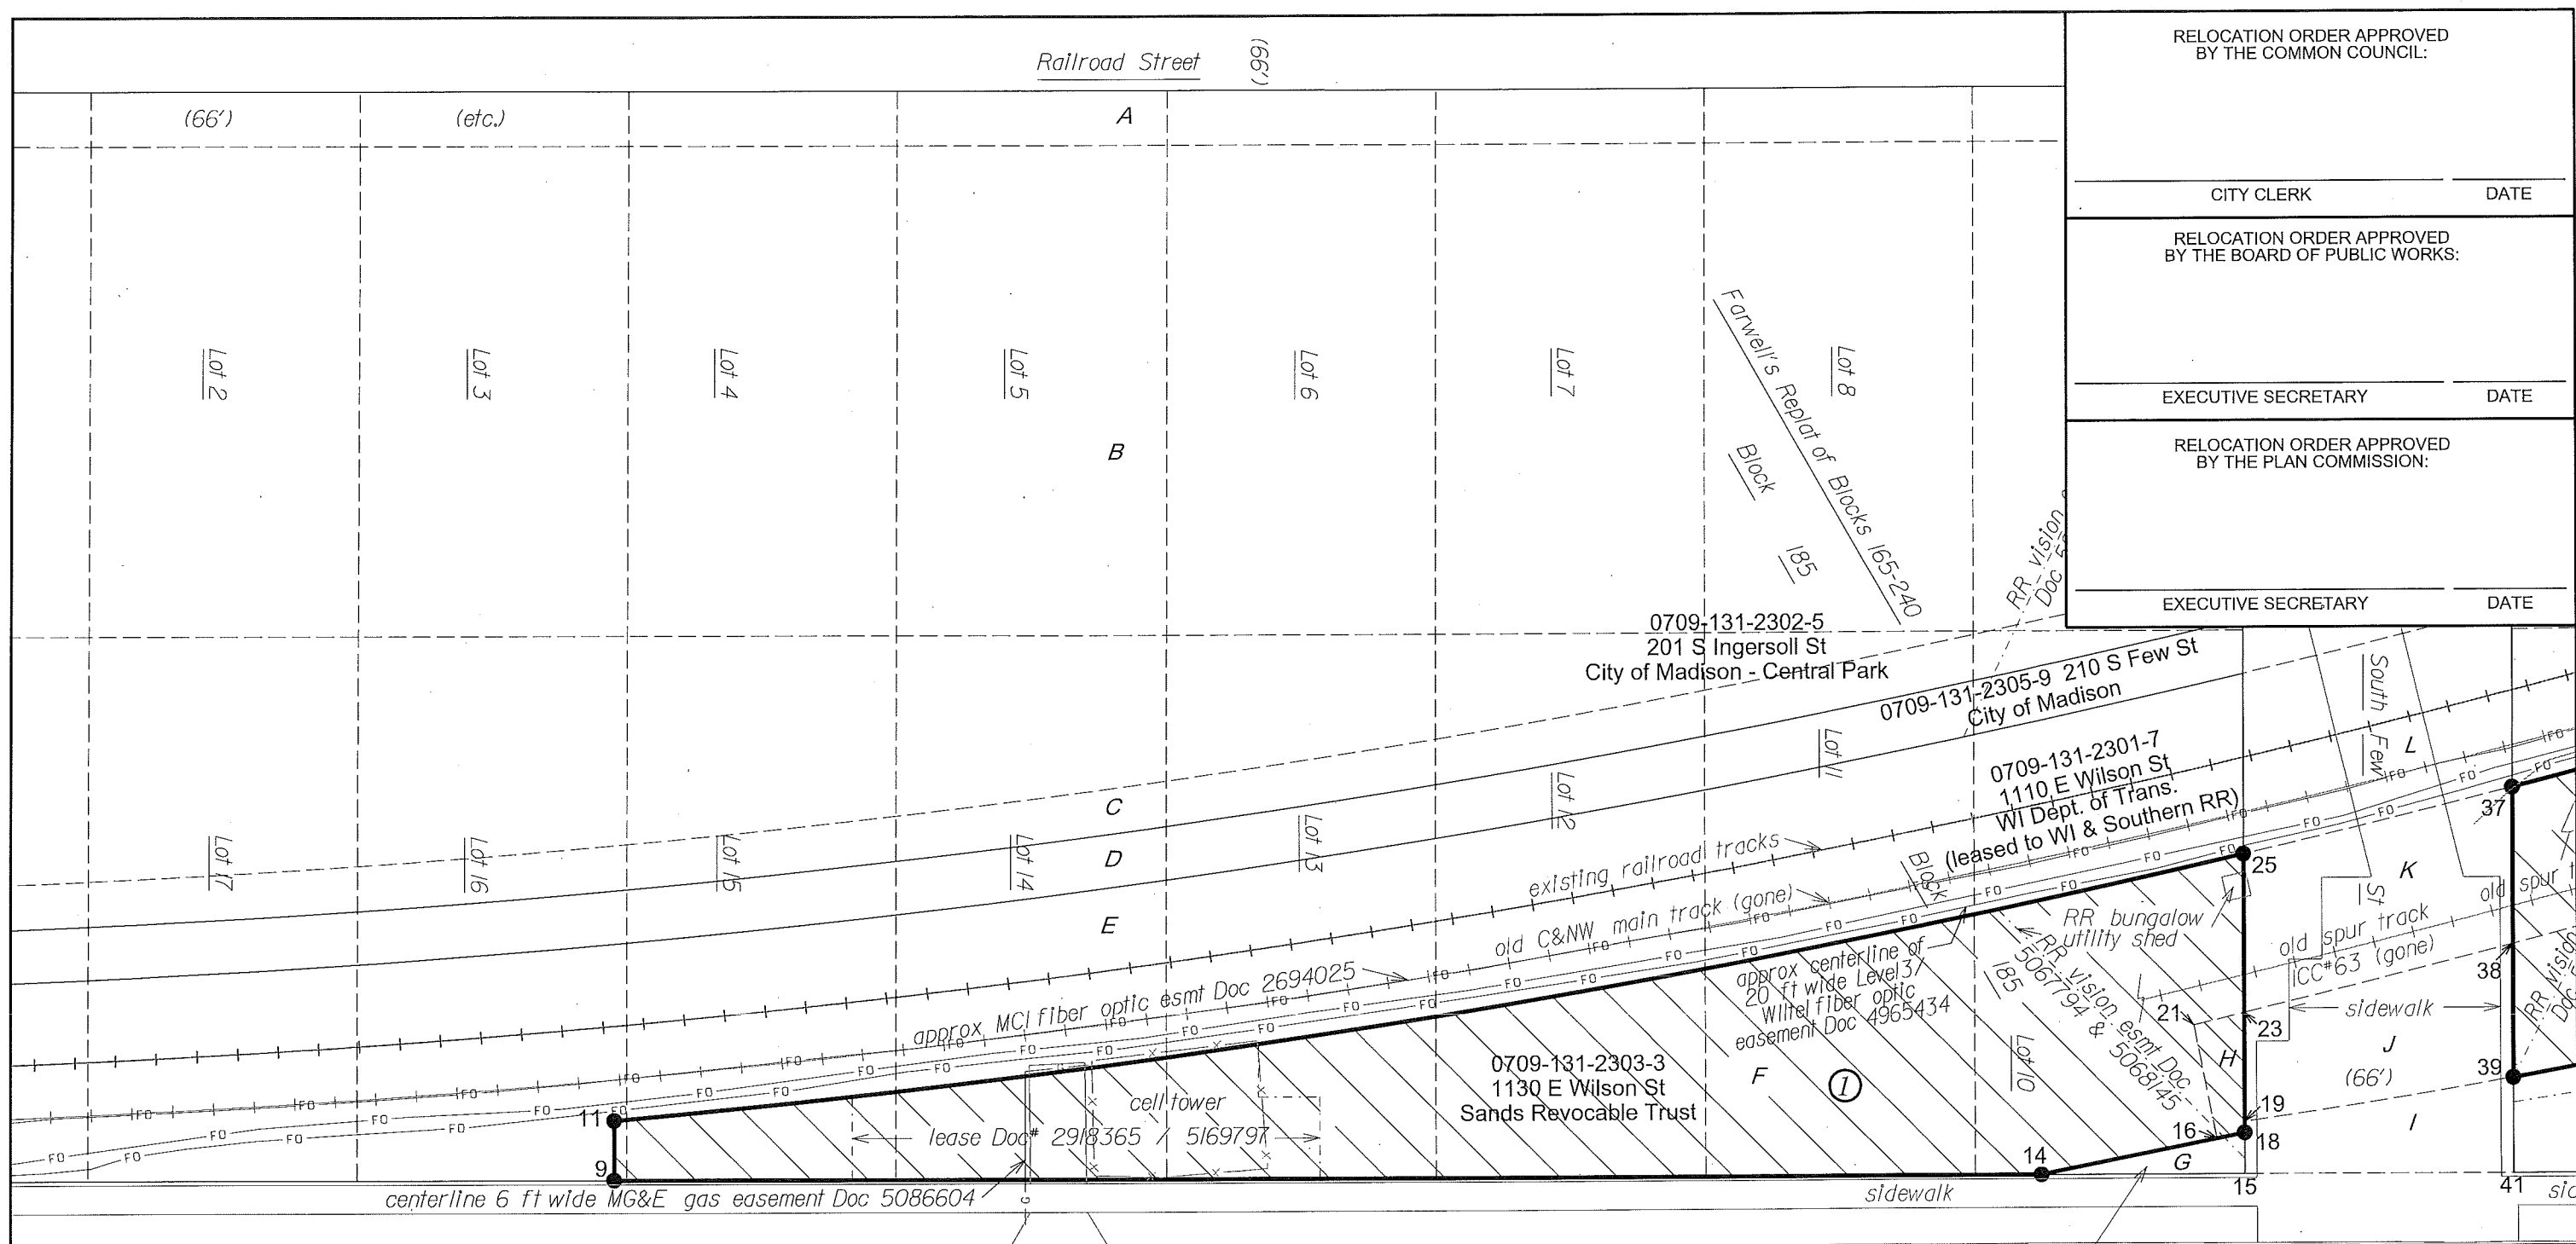 Railroad Street (66')
RELOCATION ORDER APPROVED
BY THE COMMON COUNCIL:
CITY CLERK DATE
RELOCATION ORDER APPROVED
BY THE BOARD OF PUBLIC WORKS:
EXECUTIVE SECRETARY DATE
RELOCATION ORDER APPROVED
BY THE PLAN COMMISSION:
EXECUTIVE SECRETARY DATE
(66')
(etc.)
A
Lot 2
Lot 3
Lot 4
Lot 5
Lot 6
Lot 7
Lot 8
Farwell's Replat of Blocks 165-240
Block
185
B
RR vision
Doc
0709-131-2302-5
201 S Ingersoll St
City of Madison - Central Park
0709-131-2305-9 210 S Few St
City of Madison
0709-131-2301-7
1110 E Wilson St
WI Dept. of Trans.
(leased to WI & Southern RR)
South Few St
L
Lot 17
Lot 16
Lot 15
Lot 14
Lot 13
Lot 12
Lot 11
C
D
E
existing railroad tracks
old C&NW main track (gone)
Block
185
approx MCI fiber optic esmt Doc 2694025
approx centerline of
20 ft wide Level3/
Wiltel fiber optic
easement Doc 4965434
RR vision esmt Doc
5067794 & 5068145
RR bungalow
utility shed
25
37
K
old spur track
ICC#63 (gone)
old spur
38
sidewalk
21
23
H
J
(66')
39
RR vision
Lot 10
0709-131-2303-3
1130 E Wilson St
Sands Revocable Trust
F
1
cell tower
lease Doc# 2918365 / 5169797
11
9
14
16
19
18
G
15
I
41
centerline 6 ft wide MG&E gas easement Doc 5086604
sidewalk
FO